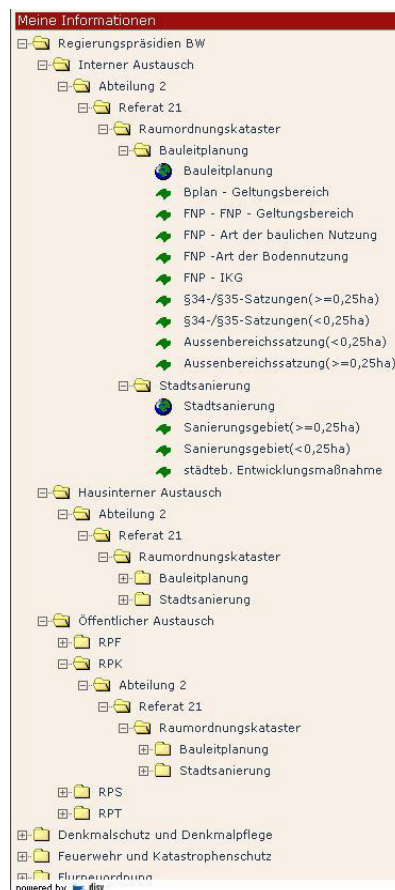 Meine Informationen
Regierungspräsidien BW
Interner Austausch
Abteilung 2
Referat 21
Raumordnungskataster
Bauleitplanung
Bauleitplanung
Bplan - Geltungsbereich
FNP - FNP - Geltungsbereich
FNP - Art der baulichen Nutzung
FNP -Art der Bodennutzung
FNP - IKG
§34-/§35-Satzungen(>=0,25ha)
§34-/§35-Satzungen(<0,25ha)
Aussenbereichssatzung(<0,25ha)
Aussenbereichssatzung(>=0,25ha)
Stadtsanierung
Stadtsanierung
Sanierungsgebiet(>=0,25ha)
Sanierungsgebiet(<0,25ha)
städteb. Entwicklungsmaßnahme
Hausinterner Austausch
Abteilung 2
Referat 21
Raumordnungskataster
Bauleitplanung
Stadtsanierung
Öffentlicher Austausch
RPF
RPK
Abteilung 2
Referat 21
Raumordnungskataster
Bauleitplanung
Stadtsanierung
RPS
RPT
Denkmalschutz und Denkmalpflege
Feuerwehr und Katastrophenschutz
Flurneuordnung
powered by disy